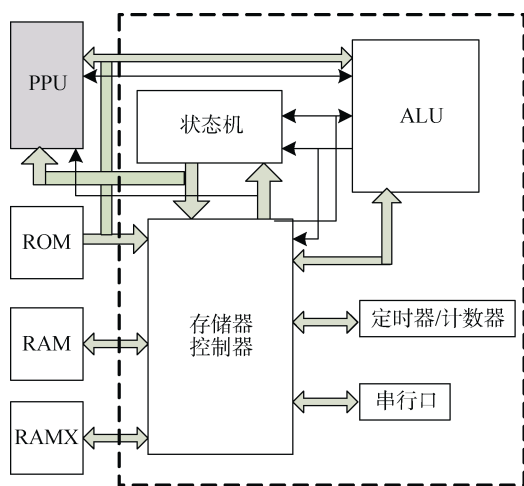 PPU
状态机
ALU
ROM
存储器
控制器
RAM
定时器/计数器
RAMX
串行口